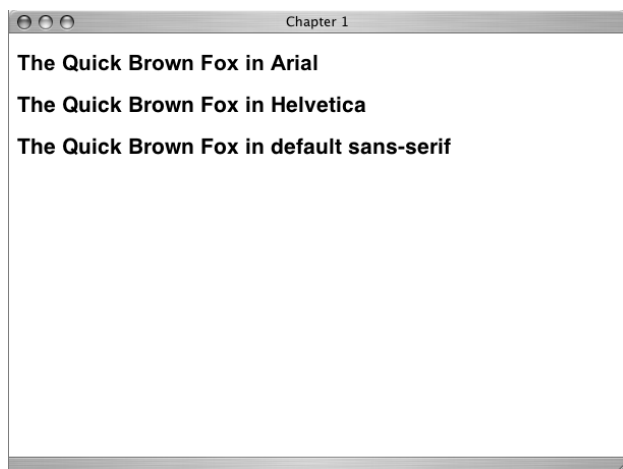 Chapter 1
The Quick Brown Fox in Arial
The Quick Brown Fox in Helvetica
The Quick Brown Fox in default sans-serif